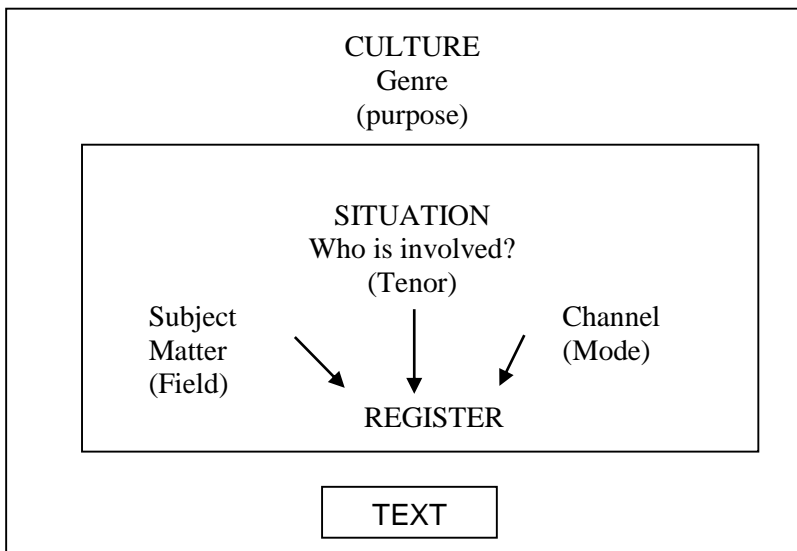 CULTURE
Genre
(purpose)
SITUATION
Who is involved?
(Tenor)
Subject
Matter
(Field)
Channel
(Mode)
REGISTER
TEXT